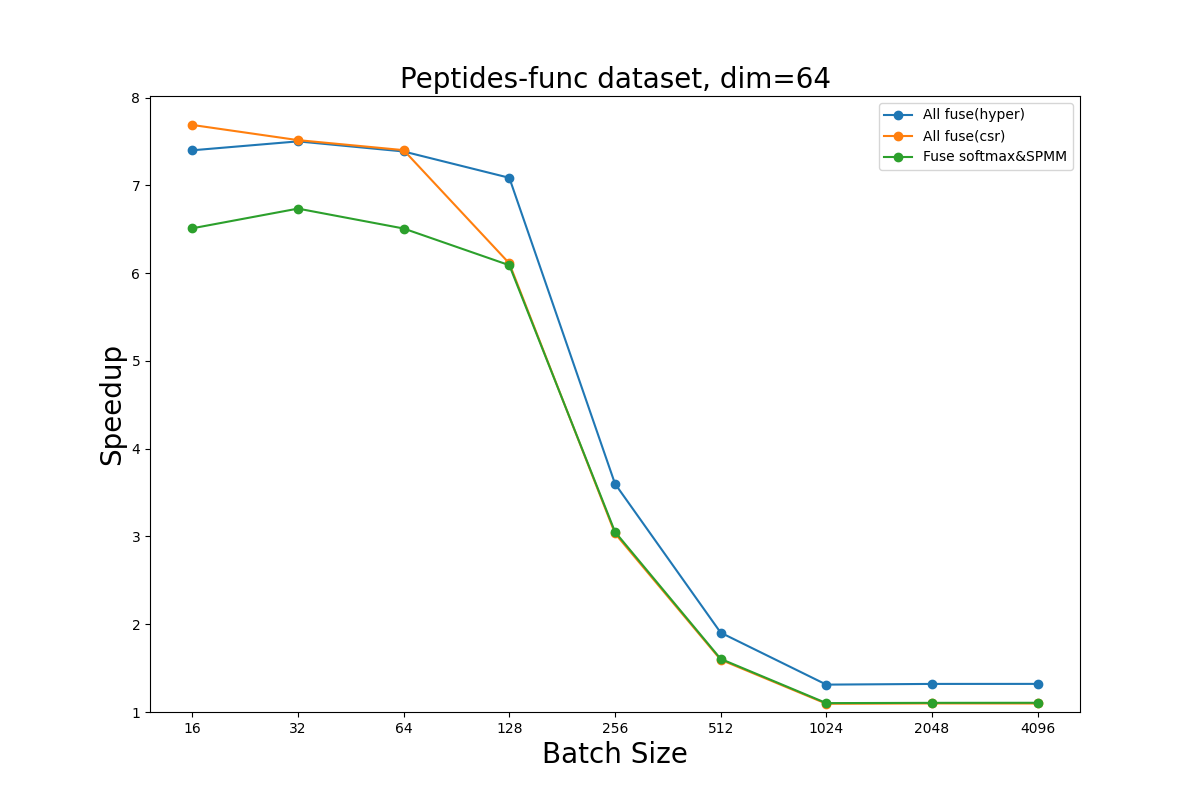 Peptides-func dataset, dim=64
All fuse(hyper)
All fuse(csr)
Fuse softmax&SPMM
8
7
6
5
4
3
2
1
Speedup
16 32 64 128 256 512 1024 2048 4096
Batch Size